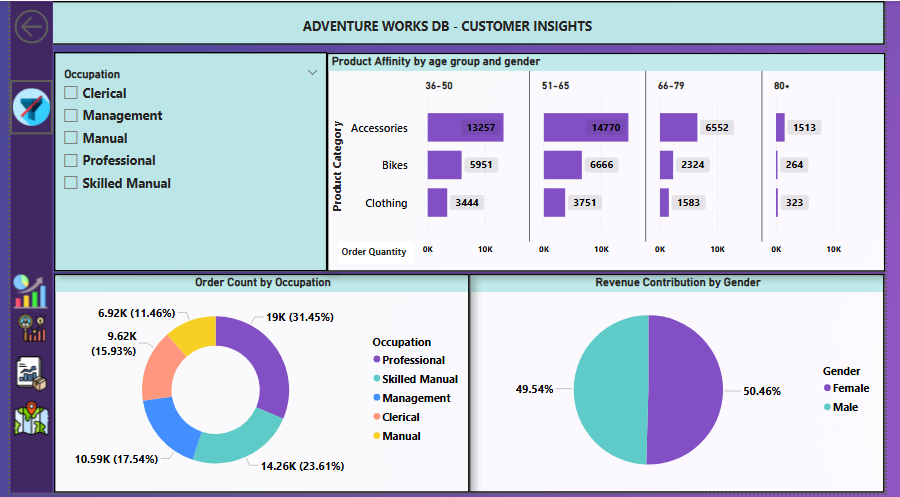 ADVENTURE WORKS DB - CUSTOMER INSIGHTS
Occupation
Clerical
Management
Manual
Professional
Skilled Manual
Product Affinity by age group and gender
36-50 51-65 66-79 80+
Product Category
Accessories 13257 14770 6552 1513
Bikes 5951 6666 2324 264
Clothing 3444 3751 1583 323
Order Quantity 0K 10K 0K 10K 0K 10K 0K 10K
Order Count by Occupation
6.92K (11.46%)
19K (31.45%)
9.62K
(15.93%)
10.59K (17.54%)
14.26K (23.61%)
Occupation
Professional
Skilled Manual
Management
Clerical
Manual
Revenue Contribution by Gender
49.54%
50.46%
Gender
Female
Male